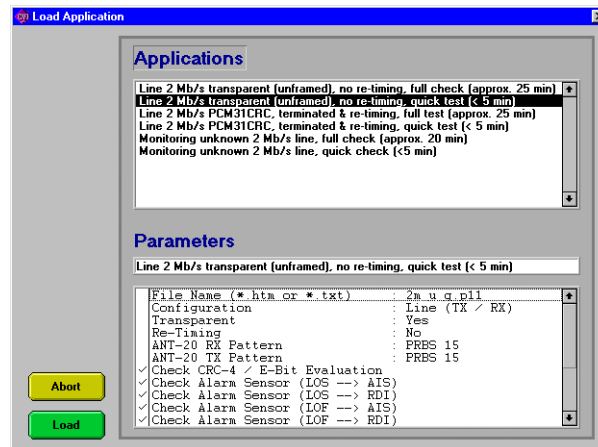 Load Application
Applications
Line 2 Mb/s transparent (unframed), no re-timing, full check (approx. 25 min)
Line 2 Mb/s transparent (unframed), no re-timing, quick test (< 5 min)
Line 2 Mb/s PCM31CRC, terminated & re-timing, full test (approx. 25 min)
Line 2 Mb/s PCM31CRC, terminated & re-timing, quick test (< 5 min)
Monitoring unknown 2 Mb/s line, full check (approx. 20 min)
Monitoring unknown 2 Mb/s line, quick check (<5 min)
Parameters
Line 2 Mb/s transparent (unframed), no re-timing, quick test (< 5 min)
File Name (*.htm or *.txt) : 2m_u_q.p11
Configuration : Line (TX / RX)
Transparent : Yes
Re-Timing : No
ANT-20 RX Pattern : PRBS 15
ANT-20 TX Pattern : PRBS 15
✓ Check CRC-4 / E-Bit Evaluation
✓ Check Alarm Sensor (LOS --> AIS)
✓ Check Alarm Sensor (LOS --> RDI)
✓ Check Alarm Sensor (LOF --> AIS)
✓ Check Alarm Sensor (LOF --> RDI)
Abort
Load